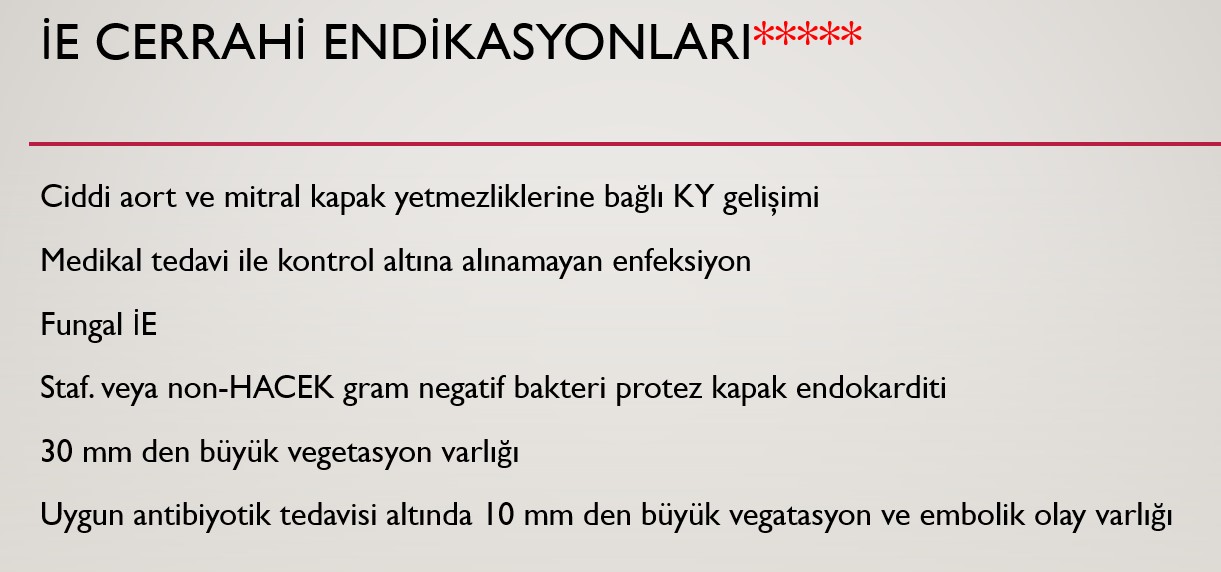 İE CERRAHİ ENDİKASYONLARI*****
Ciddi aort ve mitral kapak yetmezliklerine bağlı KY gelişimi
Medikal tedavi ile kontrol altına alınamayan enfeksiyon
Fungal İE
Staf. veya non-HACEK gram negatif bakteri protez kapak endokarditi
30 mm den büyük vegetasyon varlığı
Uygun antibiyotik tedavisi altında 10 mm den büyük vegatasyon ve embolik olay varlığı